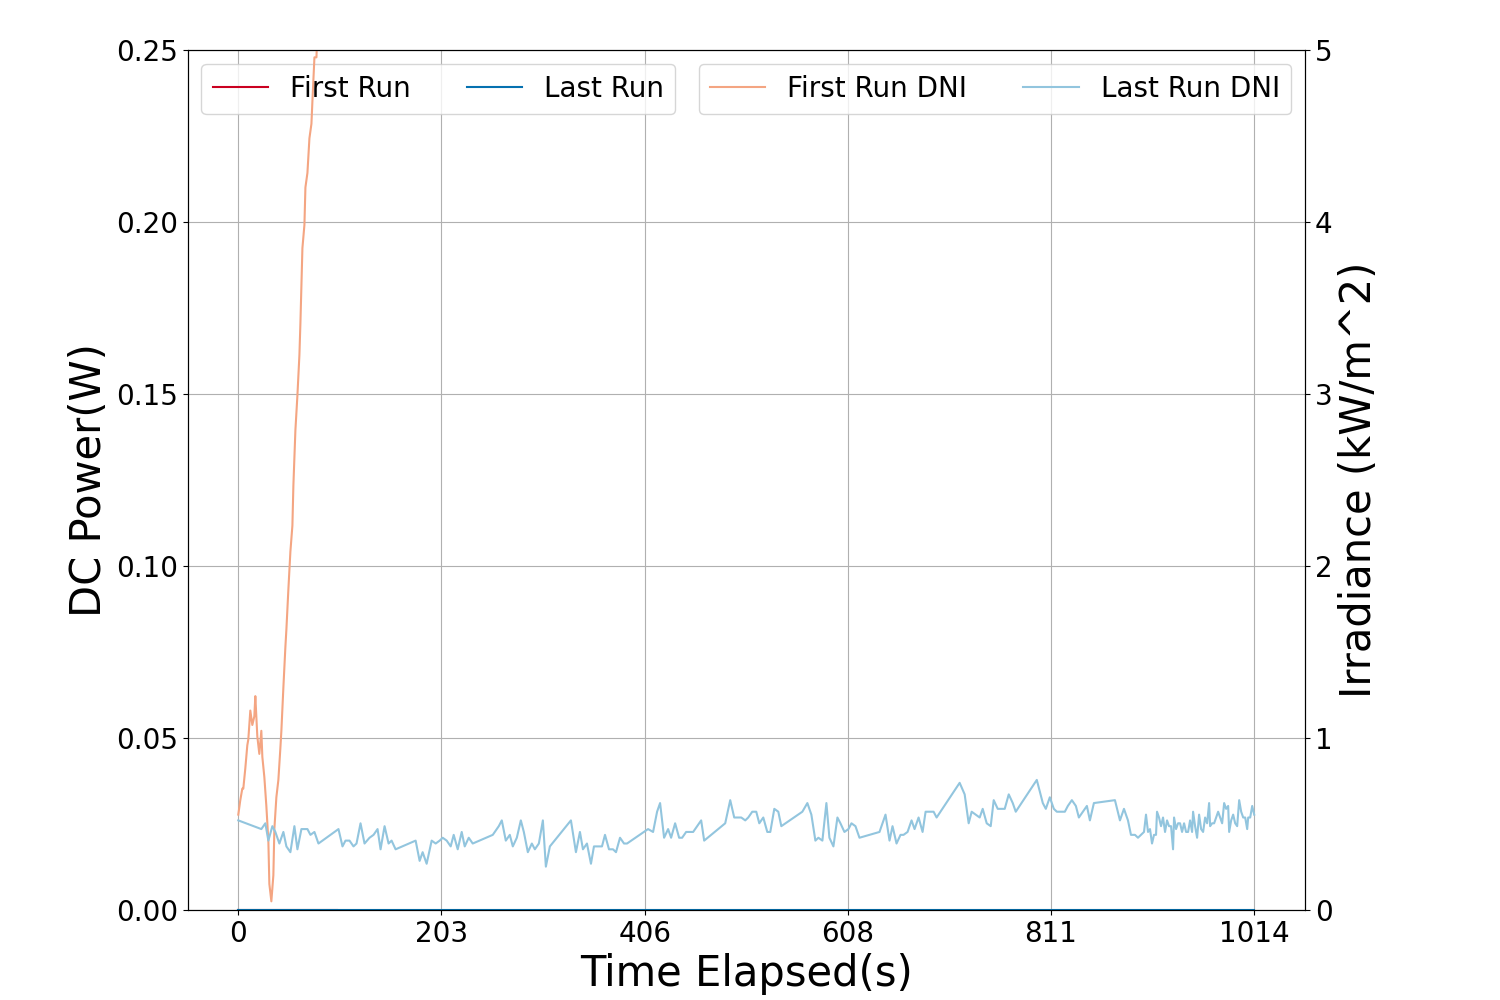 First Run
Last Run
First Run DNI
Last Run DNI
0.25
0.20
0.15
0.10
0.05
0.00
DC Power(W)
5
4
3
2
1
0
Irradiance (kW/m^2)
0 203 406 608 811 1014
Time Elapsed(s)